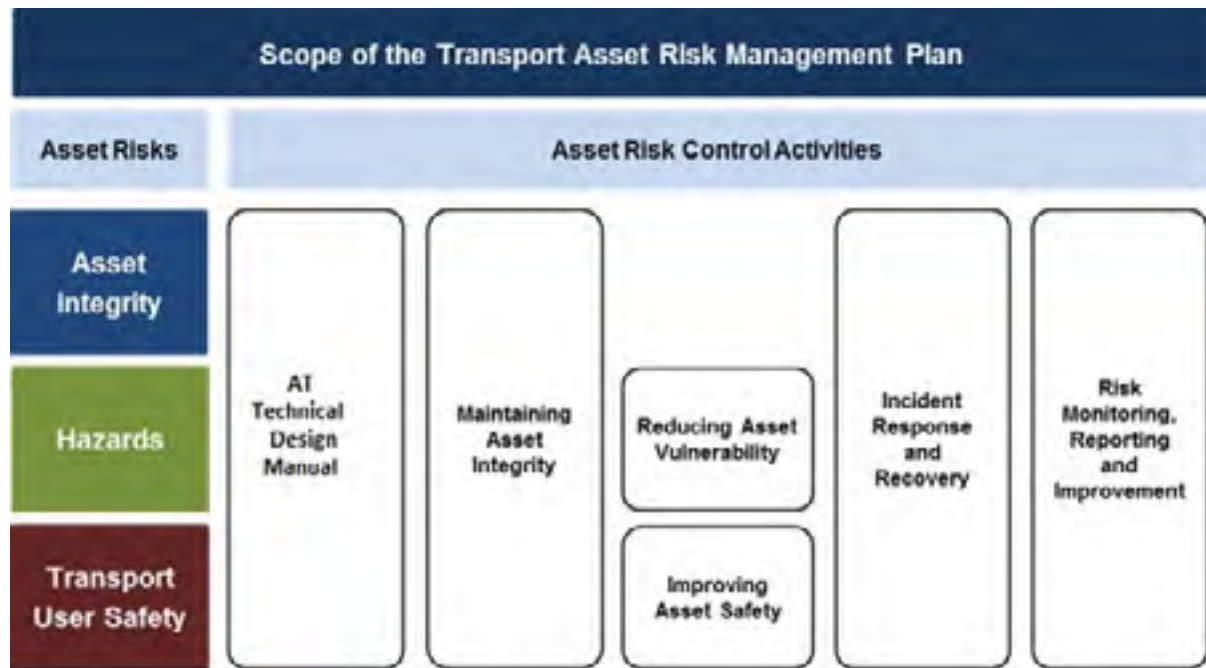 Scope of the Transport Asset Risk Management Plan
Asset Risks
Asset Risk Control Activities
Asset
Integrity
Hazards
Transport
User Safety
AT
Technical
Design
Manual
Maintaining
Asset
Integrity
Reducing Asset
Vulnerability
Improving
Asset Safety
Incident
Response
and
Recovery
Risk
Monitoring,
Reporting
and
Improvement